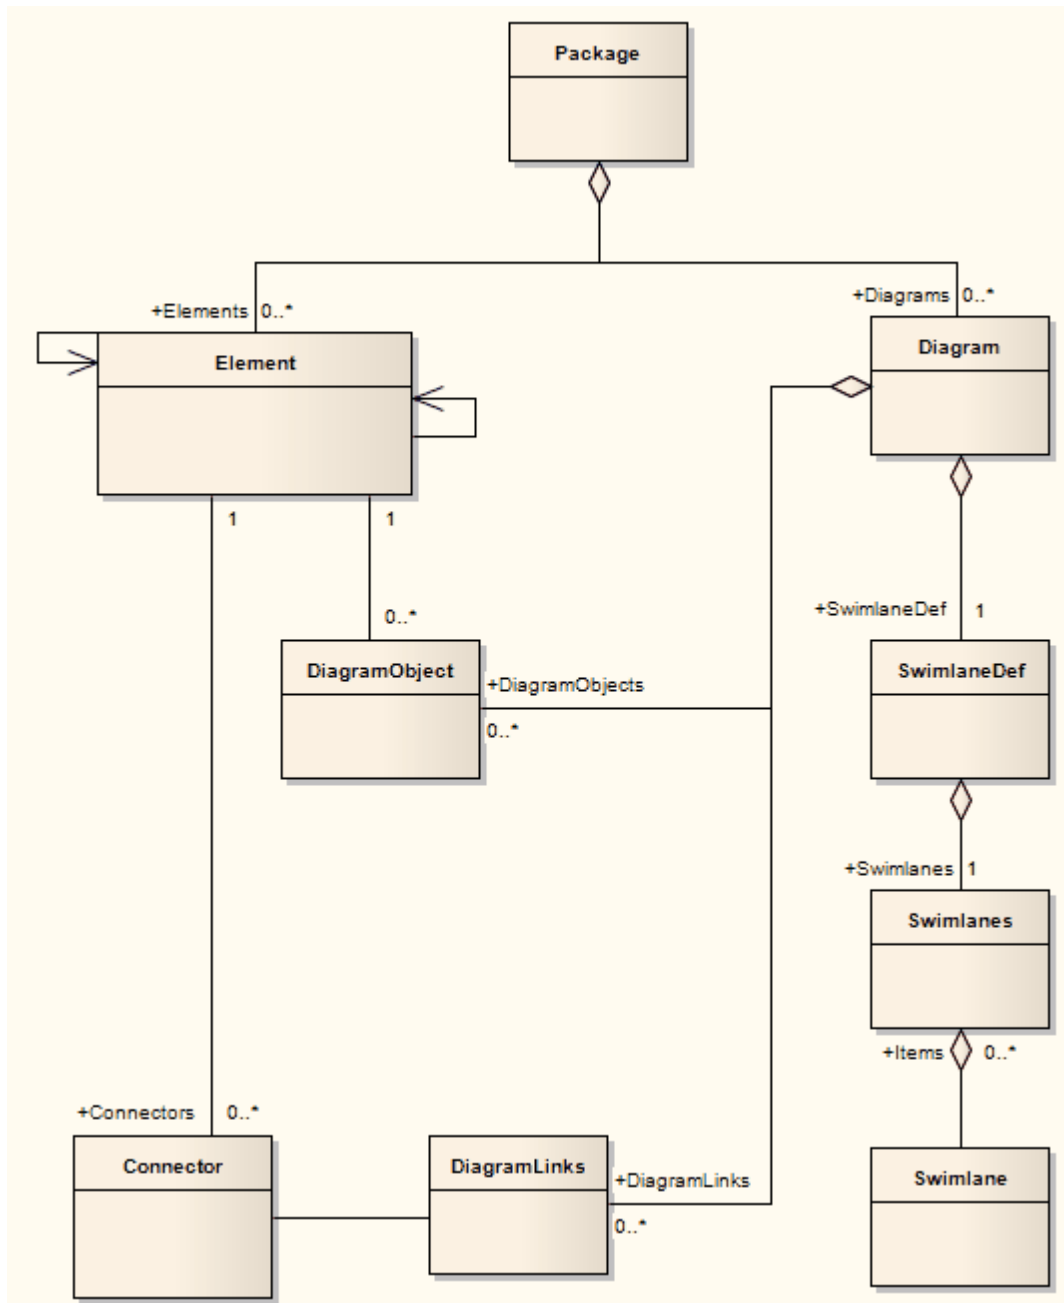 Package
+Elements 0..*
+Diagrams 0..*
Element
Diagram
1
1
0..*
+SwimlaneDef 1
DiagramObject
+DiagramObjects
0..*
SwimlaneDef
+Swimlanes 1
Swimlanes
+Items 0..*
+Connectors 0..*
Connector
DiagramLinks
+DiagramLinks
0..*
Swimlane